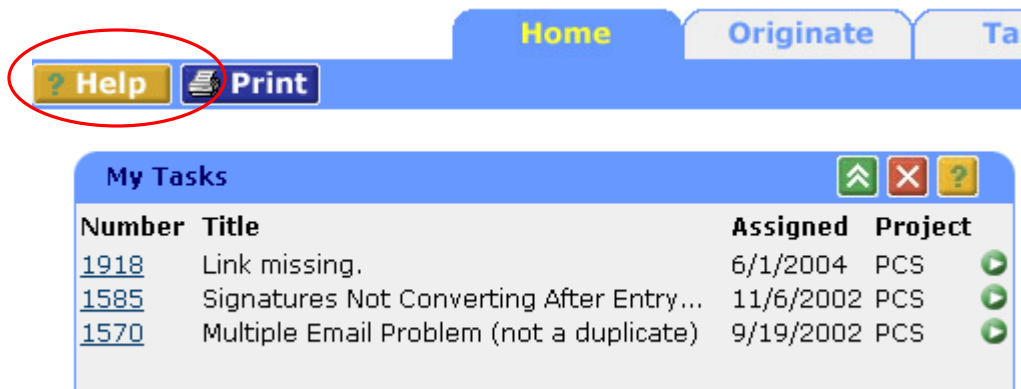 Home Originate Ta
? Help Print
My Tasks ?
Number Title Assigned Project
1918 Link missing. 6/1/2004 PCS
1585 Signatures Not Converting After Entry... 11/6/2002 PCS
1570 Multiple Email Problem (not a duplicate) 9/19/2002 PCS